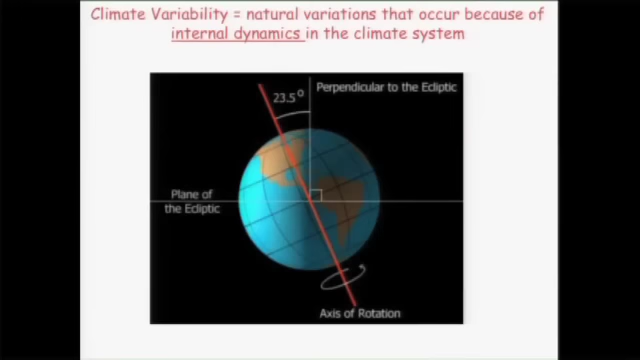 Climate Variability = natural variations that occur because of
internal dynamics in the climate system
23.5°
Perpendicular to the Ecliptic
Plane of
the Ecliptic
Axis of Rotation